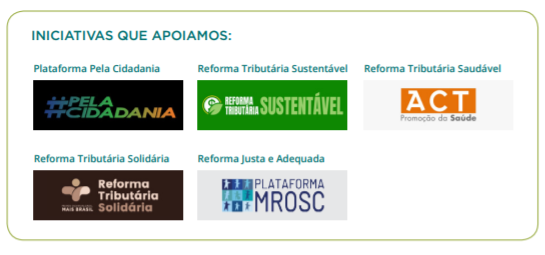 INICIATIVAS QUE APOIAMOS:
Plataforma Pela Cidadania
#PELA
CIDADANIA
Reforma Tributária Sustentável
REFORMA
TRIBUTÁRIA
SUSTENTÁVEL
Reforma Tributária Saudável
ACT
Promoção da Saúde
Reforma Tributária Solidária
MAIS BRASIL
Reforma
Tributária
Solidária
Reforma Justa e Adequada
PLATAFORMA
MROSC